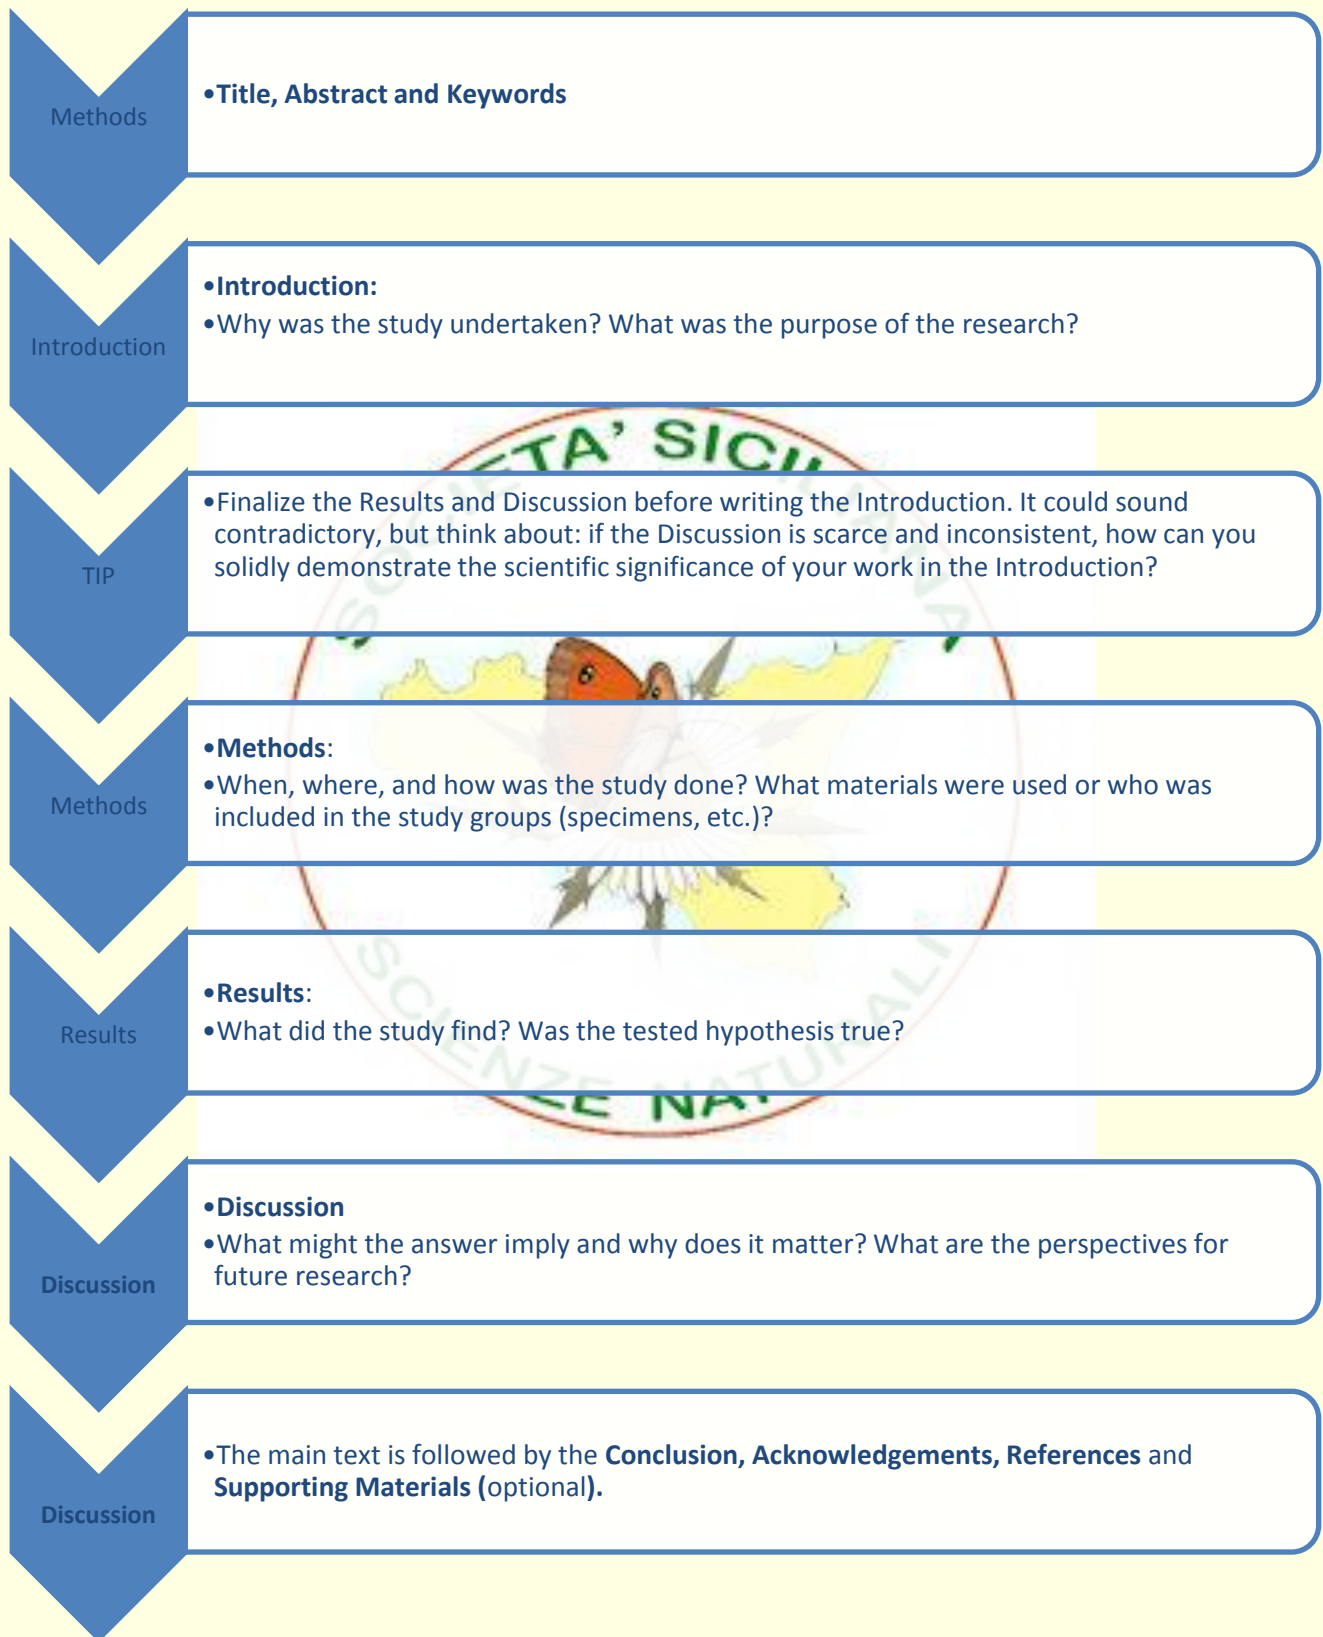 Methods
•Title, Abstract and Keywords
Introduction
•Introduction:
•Why was the study undertaken? What was the purpose of the research?
SOCIETA' SICILIANA
TIP
•Finalize the Results and Discussion before writing the Introduction. It could sound
contradictory, but think about: if the Discussion is scarce and inconsistent, how can you
solidly demonstrate the scientific significance of your work in the Introduction?
Methods
•Methods:
•When, where, and how was the study done? What materials were used or who was
included in the study groups (specimens, etc.)?
Results
•Results:
•What did the study find? Was the tested hypothesis true?
SCIENZE NATURALI
Discussion
•Discussion
•What might the answer imply and why does it matter? What are the perspectives for
future research?
Discussion
•The main text is followed by the Conclusion, Acknowledgements, References and
Supporting Materials (optional).